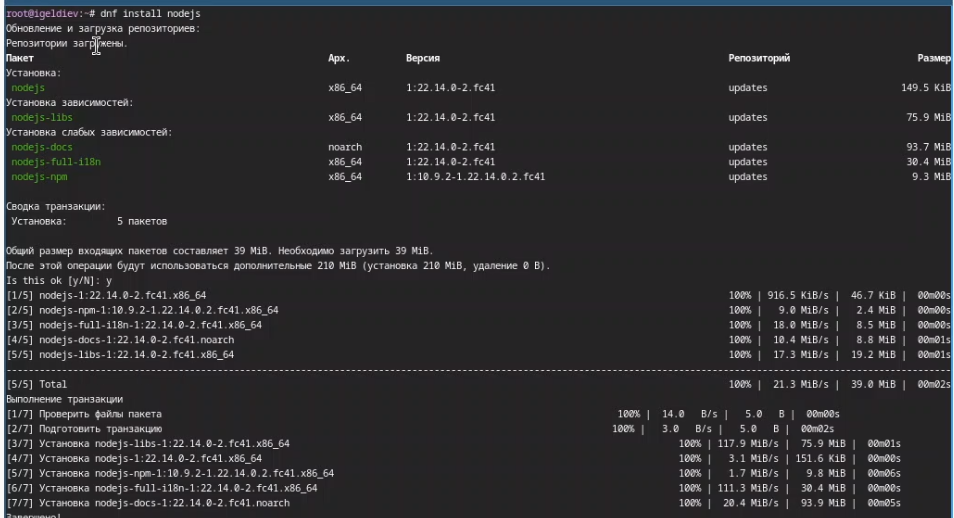 root@igeldiev:~# dnf install nodejs
Обновление и загрузка репозиториев:
Репозитории загружены.
Пакет Арх. Версия Репозиторий Размер
Установка:
nodejs x86_64 1:22.14.0-2.fc41 updates 149.5 KiB
Установка зависимостей:
nodejs-libs x86_64 1:22.14.0-2.fc41 updates 75.9 MiB
Установка слабых зависимостей:
nodejs-docs noarch 1:22.14.0-2.fc41 updates 93.7 MiB
nodejs-full-i18n x86_64 1:22.14.0-2.fc41 updates 30.4 MiB
nodejs-npm x86_64 1:10.9.2-1.22.14.0.2.fc41 updates 9.3 MiB
Сводка транзакции:
Установка: 5 пакетов
Общий размер входящих пакетов составляет 39 MiB. Необходимо загрузить 39 MiB.
После этой операции будут использоваться дополнительные 210 MiB (установка 210 MiB, удаление 0 B).
Is this ok [y/N]: y
[1/5] nodejs-1:22.14.0-2.fc41.x86_64 100% | 916.5 KiB/s | 46.7 KiB | 00m00s
[2/5] nodejs-npm-1:10.9.2-1.22.14.0.2.fc41.x86_64 100% | 9.0 MiB/s | 2.4 MiB | 00m00s
[3/5] nodejs-full-i18n-1:22.14.0-2.fc41.x86_64 100% | 18.0 MiB/s | 8.5 MiB | 00m00s
[4/5] nodejs-docs-1:22.14.0-2.fc41.noarch 100% | 10.4 MiB/s | 8.8 MiB | 00m01s
[5/5] nodejs-libs-1:22.14.0-2.fc41.x86_64 100% | 17.3 MiB/s | 19.2 MiB | 00m01s
[5/5] Total 100% | 21.3 MiB/s | 39.0 MiB | 00m02s
Выполнение транзакции
[1/7] Проверить файлы пакета 100% | 14.0 B/s | 5.0 B | 00m00s
[2/7] Подготовить транзакцию 100% | 3.0 B/s | 5.0 B | 00m02s
[3/7] Установка nodejs-libs-1:22.14.0-2.fc41.x86_64 100% | 117.9 MiB/s | 75.9 MiB | 00m01s
[4/7] Установка nodejs-1:22.14.0-2.fc41.x86_64 100% | 3.1 MiB/s | 151.6 KiB | 00m00s
[5/7] Установка nodejs-npm-1:10.9.2-1.22.14.0.2.fc41.x86_64 100% | 1.7 MiB/s | 9.8 MiB | 00m06s
[6/7] Установка nodejs-full-i18n-1:22.14.0-2.fc41.x86_64 100% | 111.3 MiB/s | 30.4 MiB | 00m00s
[7/7] Установка nodejs-docs-1:22.14.0-2.fc41.noarch 100% | 20.4 MiB/s | 93.9 MiB | 00m05s
Завершено!